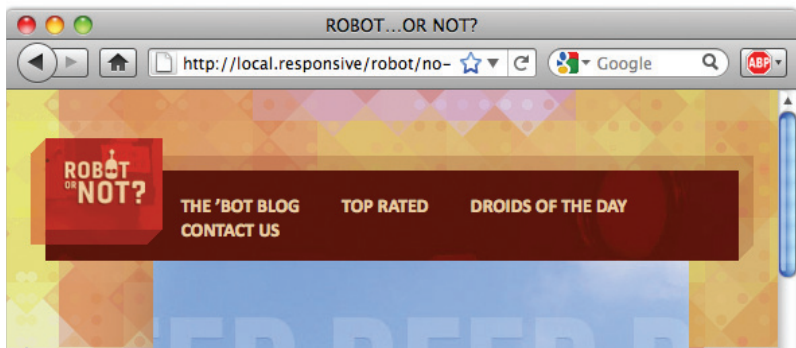 ROBOT...OR NOT?
http://local.responsive/robot/no-
Google
ABP
ROBOT
OR NOT?
THE ’BOT BLOG TOP RATED DROIDS OF THE DAY
CONTACT US
BEER